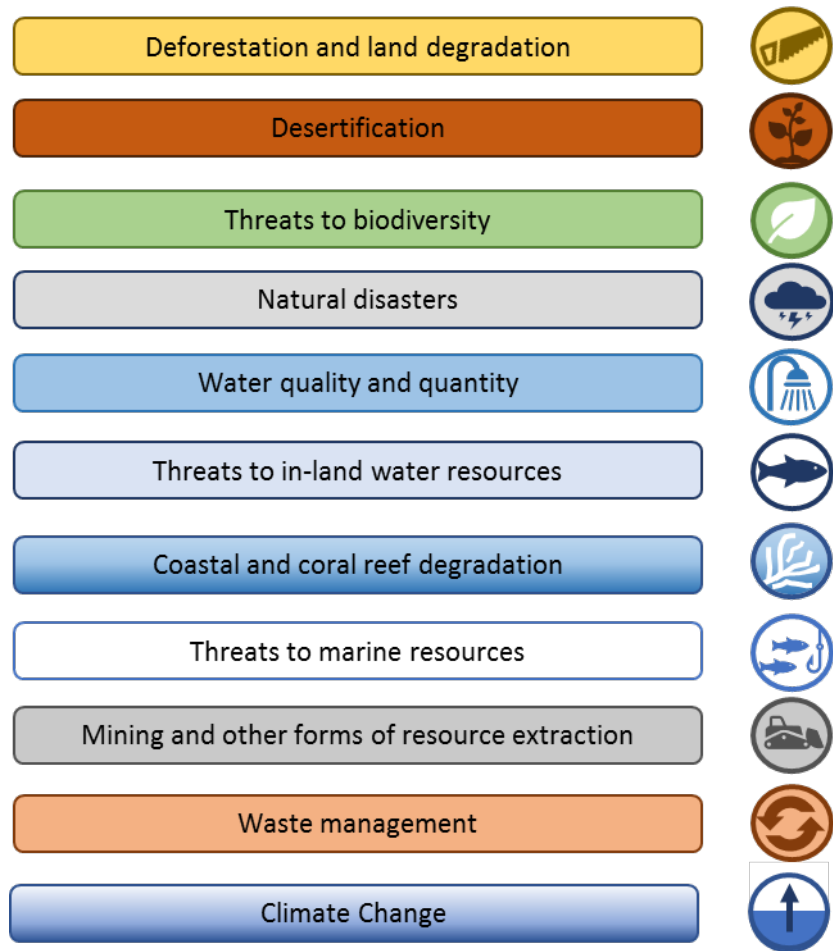 Deforestation and land degradation
Desertification
Threats to biodiversity
Natural disasters
Water quality and quantity
Threats to in-land water resources
Coastal and coral reef degradation
Threats to marine resources
Mining and other forms of resource extraction
Waste management
Climate Change